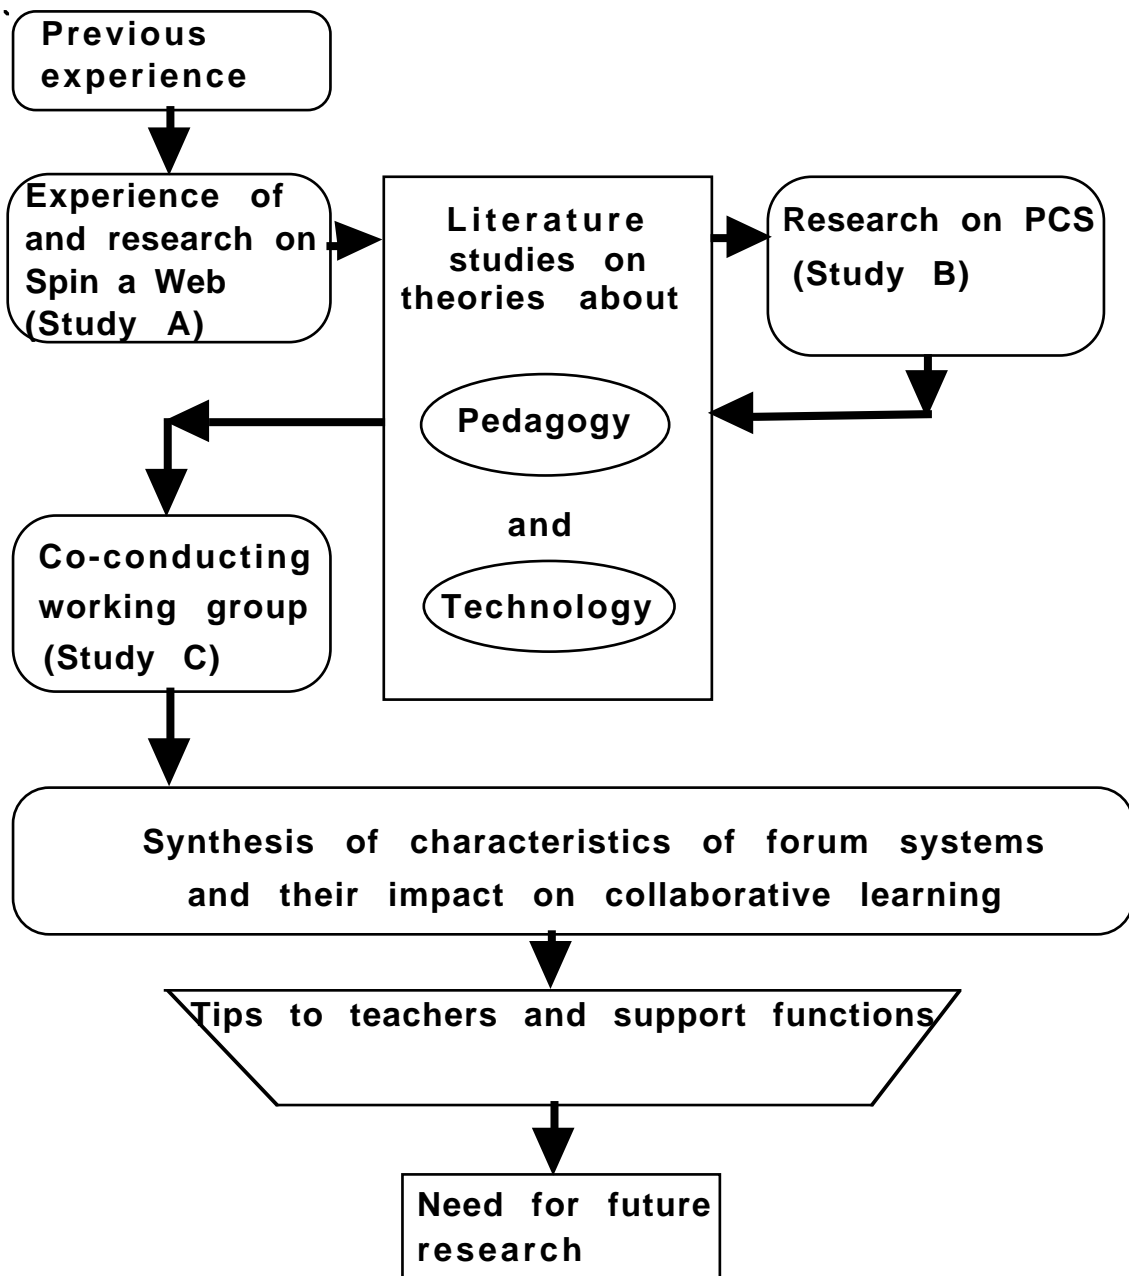 Previous
experience
Experience of
and research on
Spin a Web
(Study A)
Literature
studies on
theories about
Pedagogy
and
Technology
Research on PCS
(Study B)
Co-conducting
working group
(Study C)
Synthesis of characteristics of forum systems
and their impact on collaborative learning
Tips to teachers and support functions
Need for future
research